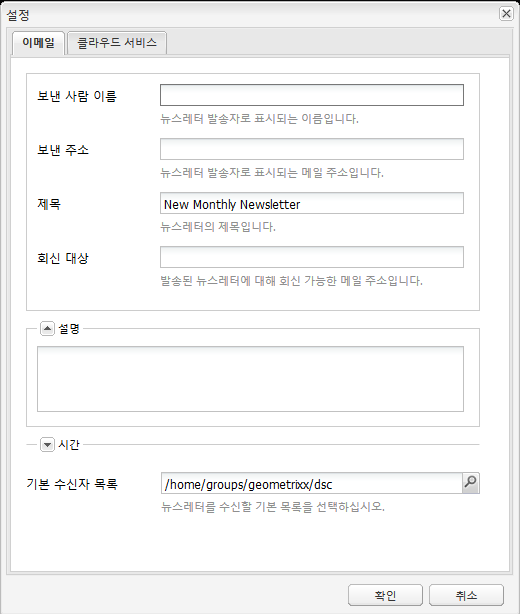 설정
이메일 클라우드 서비스
보낸 사람 이름
뉴스레터 발송자로 표시되는 이름입니다.
보낸 주소
뉴스레터 발송자로 표시되는 메일 주소입니다.
제목 New Monthly Newsletter
뉴스레터의 제목입니다.
회신 대상
발송된 뉴스레터에 대해 회신 가능한 메일 주소입니다.
설명
시간
기본 수신자 목록 /home/groups/geometrixx/dsc
뉴스레터를 수신할 기본 목록을 선택하십시오.
확인 취소